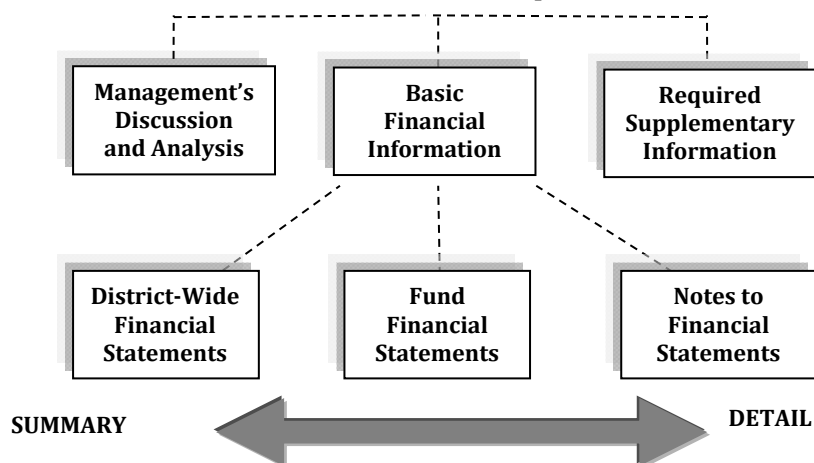 Management's
Discussion
and Analysis
Basic
Financial
Information
Required
Supplementary
Information
District-Wide
Financial
Statements
Fund
Financial
Statements
Notes to
Financial
Statements
SUMMARY
DETAIL